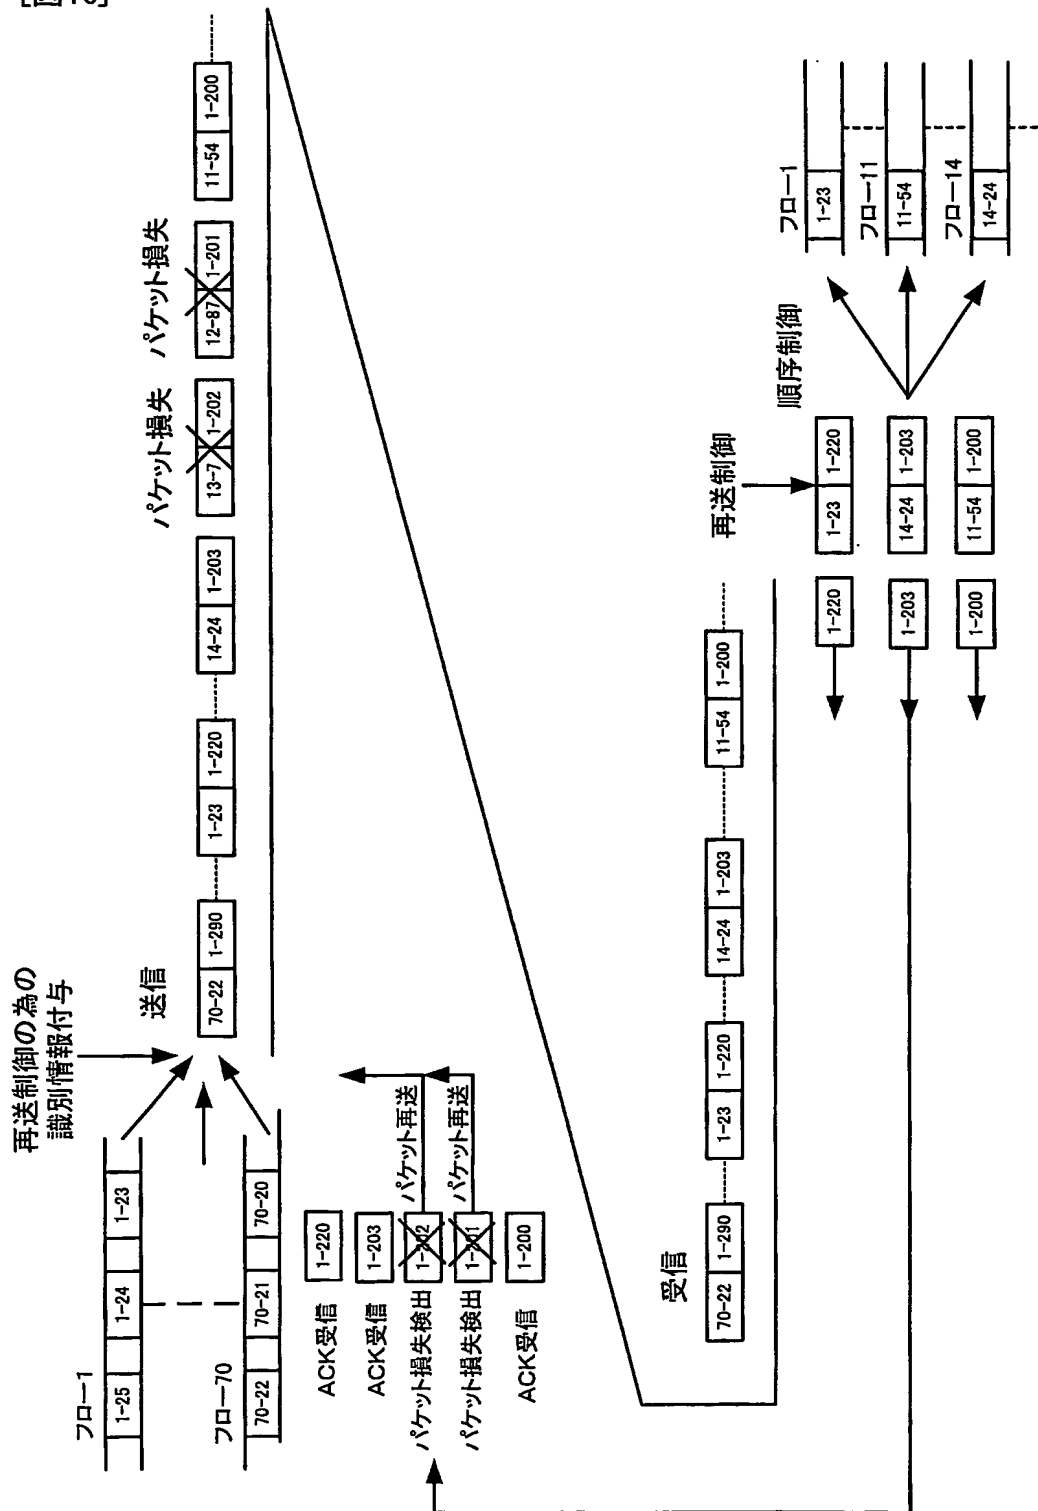 再送制御の為の
識別情報付与
フロー1
1-25
1-24
1-23
フロー70
70-22
70-21
70-20
送信
70-22
1-290
1-23
1-220
14-24
1-203
パケット損失
13-7
1-202
パケット損失
12-87
1-201
11-54
1-200
ACK受信
1-220
ACK受信
1-203
パケット損失検出
1-202
パケット再送
パケット損失検出
1-201
パケット再送
ACK受信
1-200
受信
70-22
1-290
1-23
1-220
14-24
1-203
11-54
1-200
再送制御
順序制御
1-220
1-23
1-220
1-203
14-24
1-203
1-200
11-54
1-200
フロー1
1-23
フロー11
11-54
フロー14
14-24